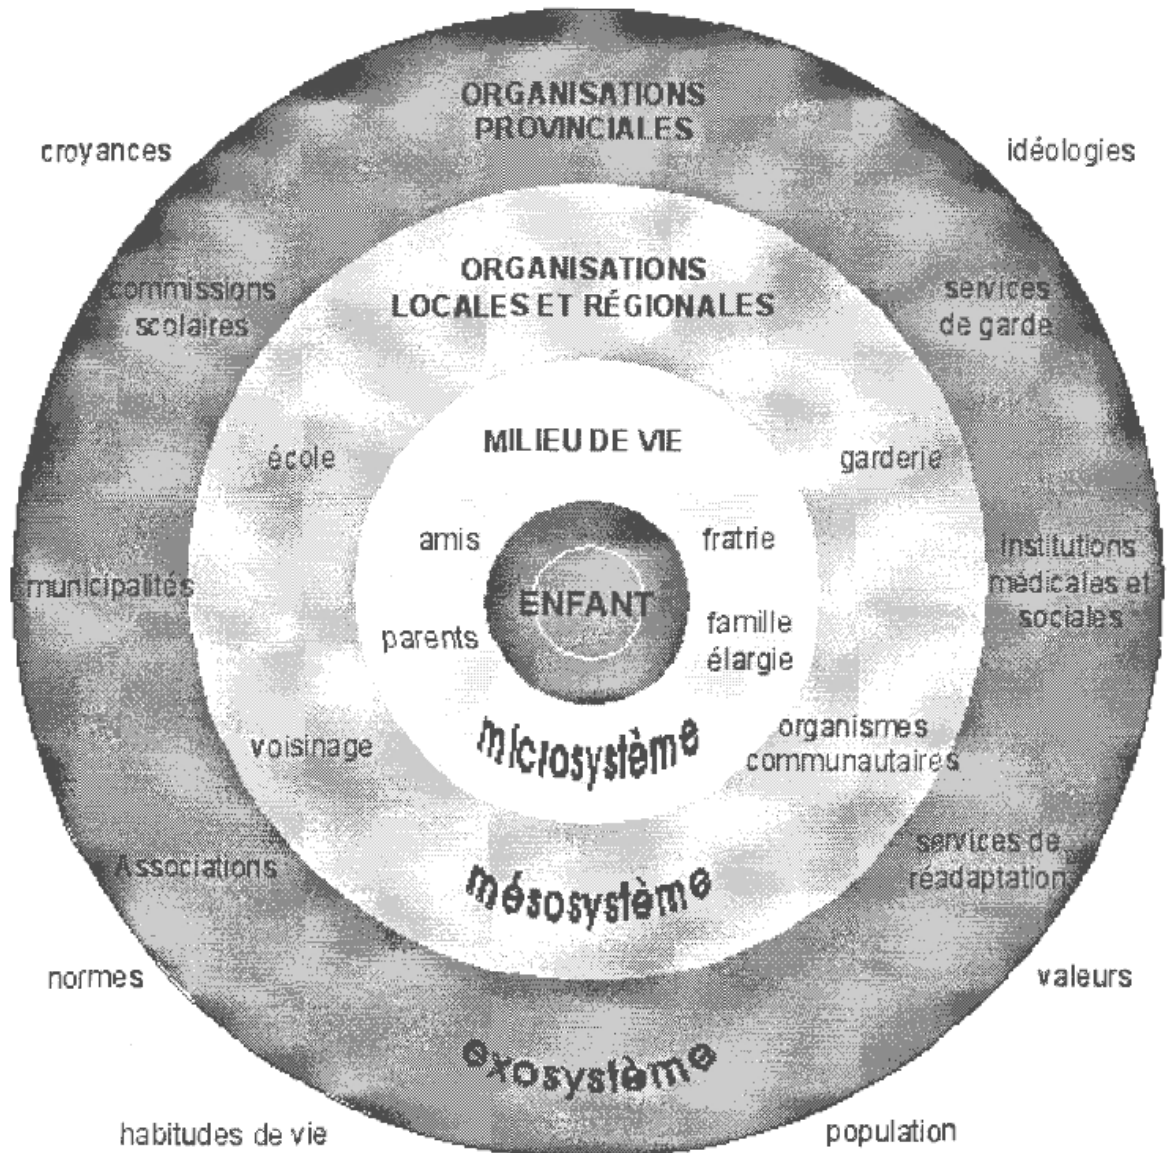 ORGANISATIONS
PROVINCIALES
croyances
idéologies
ORGANISATIONS
LOCALES ET RÉGIONALES
commissions
scolaires
services
de garde
MILIEU DE VIE
école
garderie
amis
fratrie
institutions
médicales et
sociales
municipalités
ENFANT
parents
famille
élargie
voisinage
microsystème
organismes
communautaires
Associations
mésosystème
services de
réadaptation
normes
valeurs
exosystème
habitudes de vie
population